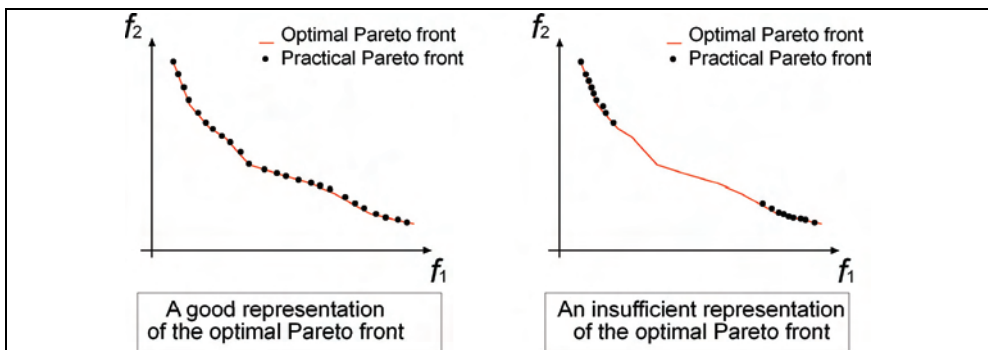 f2
Optimal Pareto front
Practical Pareto front
f1
A good representation
of the optimal Pareto front
f2
Optimal Pareto front
Practical Pareto front
f1
An insufficient representation
of the optimal Pareto front